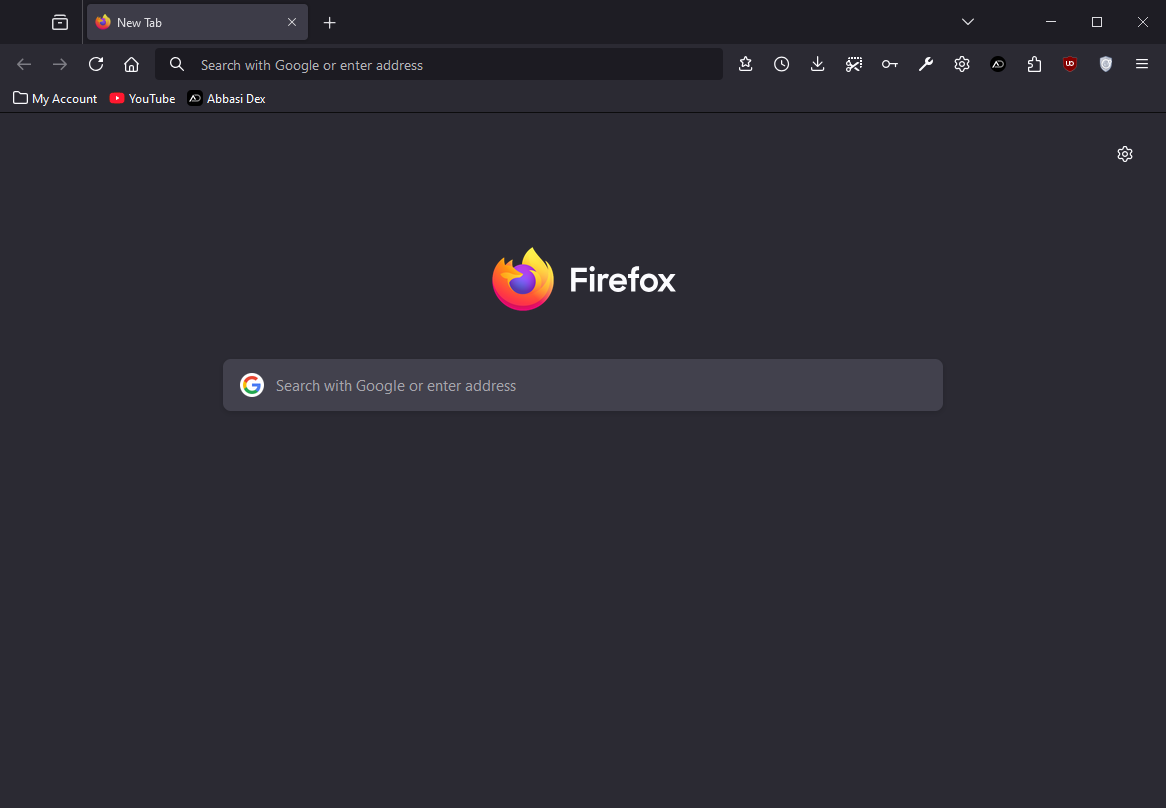 New Tab
Search with Google or enter address
My Account YouTube Abbasi Dex
Firefox
Search with Google or enter address